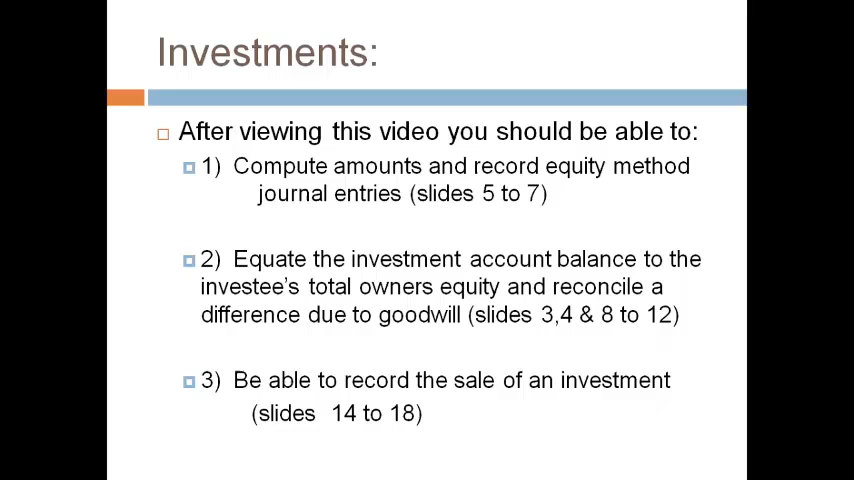 Investments:
After viewing this video you should be able to:
1) Compute amounts and record equity method
journal entries (slides 5 to 7)
2) Equate the investment account balance to the
investee's total owners equity and reconcile a
difference due to goodwill (slides 3,4 & 8 to 12)
3) Be able to record the sale of an investment
(slides 14 to 18)